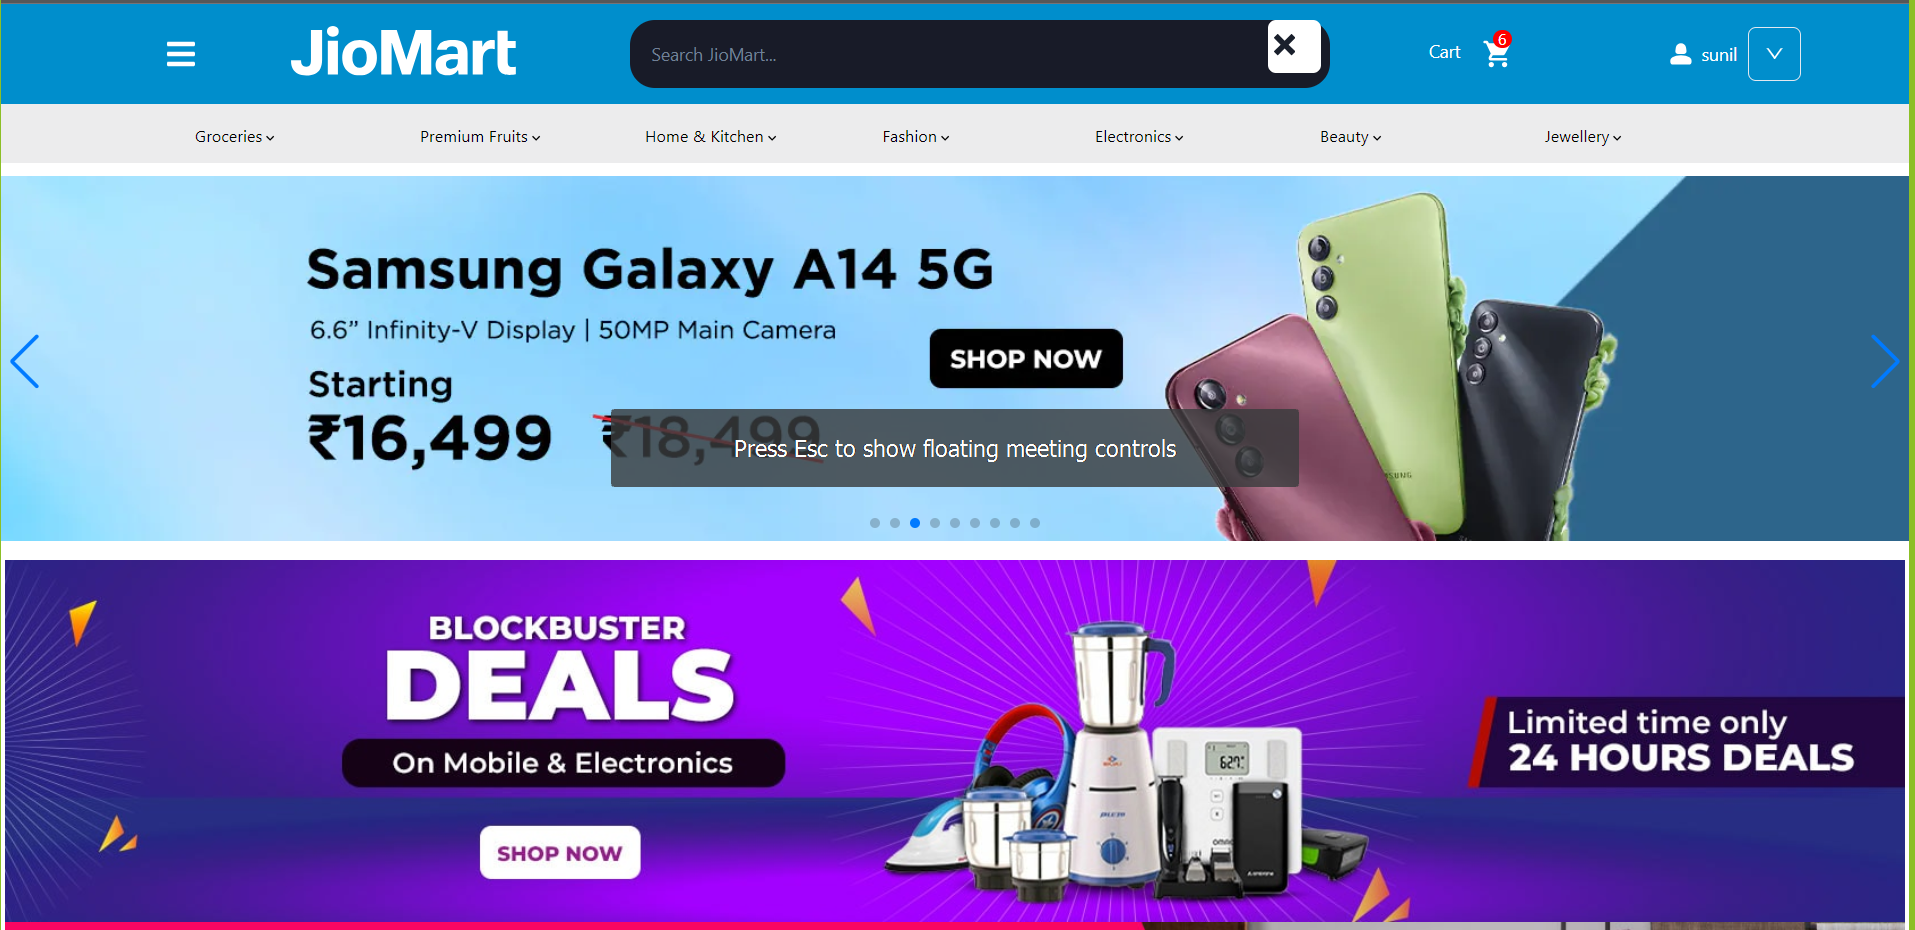 JioMart
Search JioMart...
Cart
6
sunil
Groceries
Premium Fruits
Home & Kitchen
Fashion
Electronics
Beauty
Jewellery
Samsung Galaxy A14 5G
6.6” Infinity-V Display | 50MP Main Camera
SHOP NOW
Starting
₹16,499 ₹18,499
Press Esc to show floating meeting controls
BLOCKBUSTER
DEALS
On Mobile & Electronics
SHOP NOW
Limited time only
24 HOURS DEALS